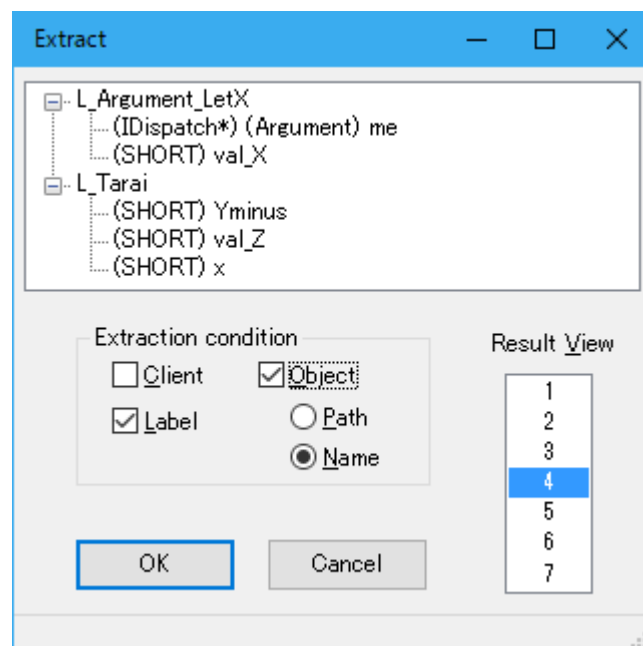 Extract
L_Argument_LetX
(IDispatch*) (Argument) me
(SHORT) val_X
L_Tarai
(SHORT) Yminus
(SHORT) val_Z
(SHORT) x
Extraction condition
Client
Object
Label
Path
Name
Result View
1
2
3
4
5
6
7
OK
Cancel